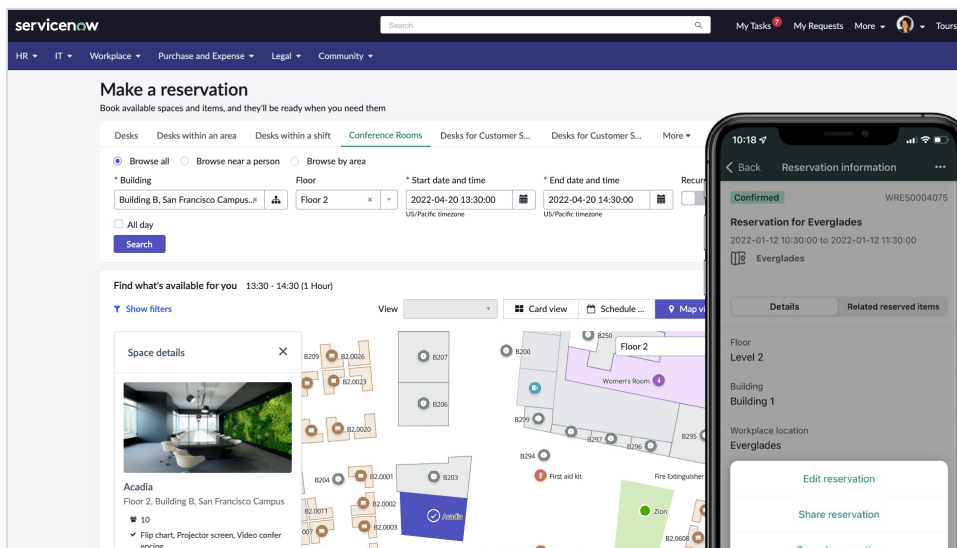 servicenow
Search
My Tasks 7 My Requests More Tours
HR IT Workplace Purchase and Expense Legal Community
Make a reservation
Book available spaces and items, and they'll be ready when you need them
Desks Desks within an area Desks within a shift Conference Rooms Desks for Customer S... Desks for Customer S... More
Browse all Browse near a person Browse by area
* Building Floor * Start date and time * End date and time
Building B, San Francisco Campus.. Floor 2 2022-04-20 13:30:00 2022-04-20 14:30:00
US/Pacific timezone US/Pacific timezone
All day
Search
Find what's available for you 13:30 - 14:30 (1 Hour)
Show filters View Card view Schedule ... Map vi
Space details
Acadia
Floor 2, Building B, San Francisco Campus
10
Flip chart, Projector screen, Video confer
encing
B209 B2.0026 B207 B200 B250 Floor 2
B2.0023 Women's Room
B206
B299
B2.0020 B297 B296 B295
B294
B204 B2.0001 B203 First aid kit Fire Extinguisher
B2.0002
B2.0011 Acadia Zion
007 B2.0003
B2.0608
10:18
Back Reservation information
Confirmed WRES0004075
Reservation for Everglades
2022-01-12 10:30:00 to 2022-01-12 11:30:00
Everglades
Details Related reserved items
Floor
Level 2
Building
Building 1
Workplace location
Everglades
Edit reservation
Share reservation